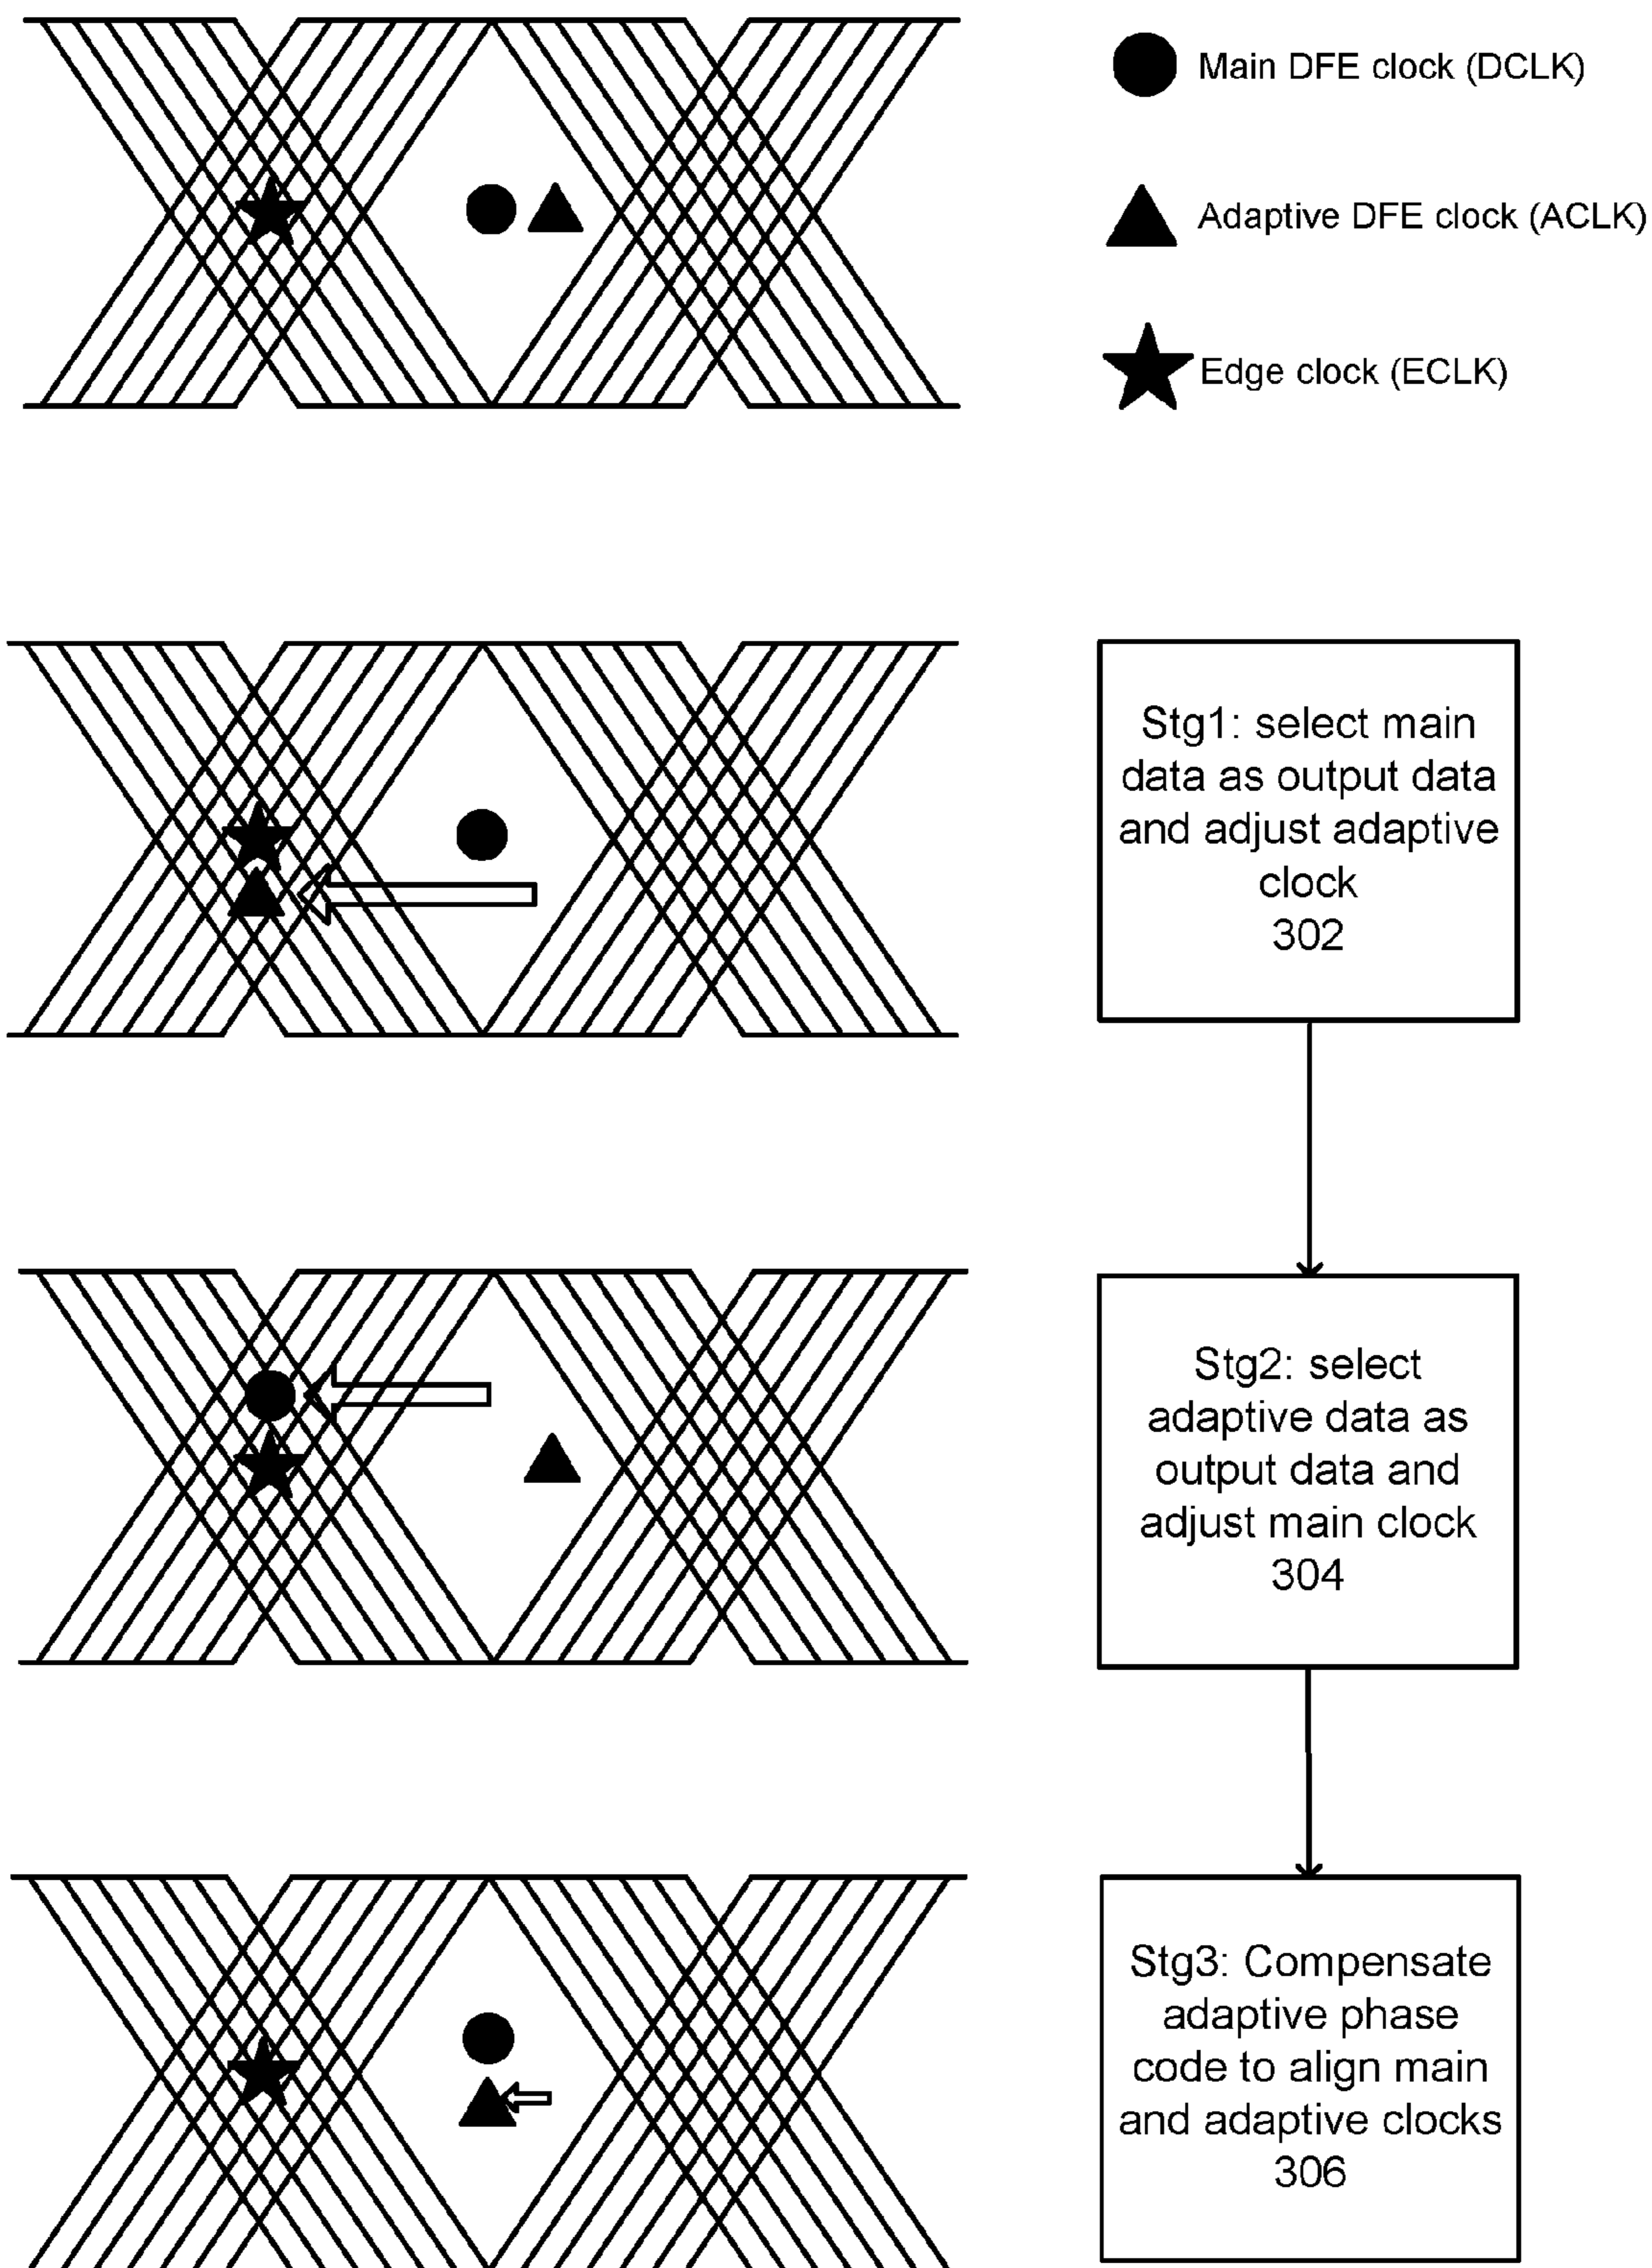 Main DFE clock (DCLK)
Adaptive DFE clock (ACLK)
Edge clock (ECLK)
Stg1: select main
data as output data
and adjust adaptive
clock
302
Stg2: select
adaptive data as
output data and
adjust main clock
304
Stg3: Compensate
adaptive phase
code to align main
and adaptive clocks
306